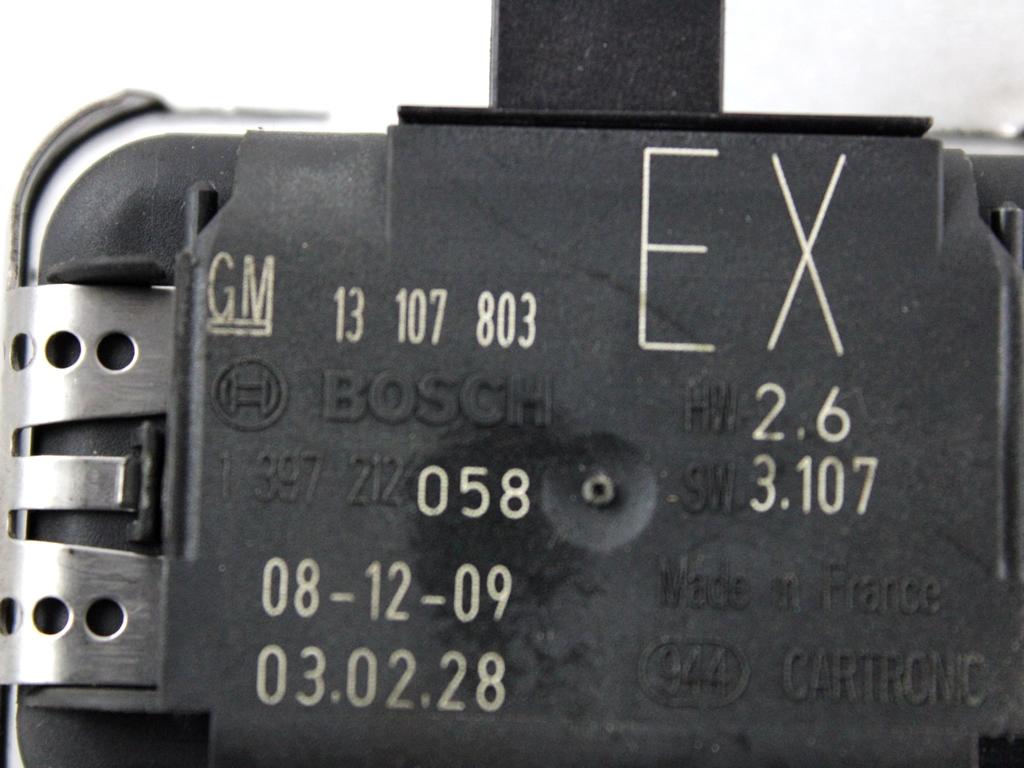 EX
GM 13 107 803
BOSCH HW 2.6
1 397 212 058 SW 3.107
08-12-09 Made in France
03.02.28 944 CARTRONIC